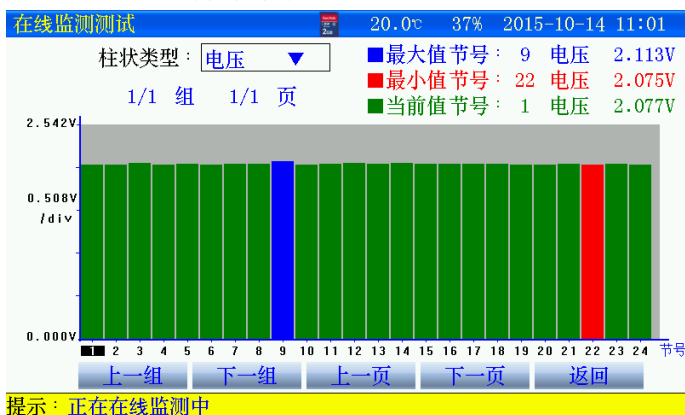 在线监测测试 20.0℃ 37% 2015-10-14 11:01
柱状类型: 电压 ▼
■最大值节号: 9 电压 2.113V
■最小值节号: 22 电压 2.075V
1/1 组 1/1 页
■当前值节号: 1 电压 2.077V
2.542V
0.508V
/div
0.000V
1 2 3 4 5 6 7 8 9 10 11 12 13 14 15 16 17 18 19 20 21 22 23 24 节号
上一组 下一组 上一页 下一页 返回
提示: 正在在线监测中